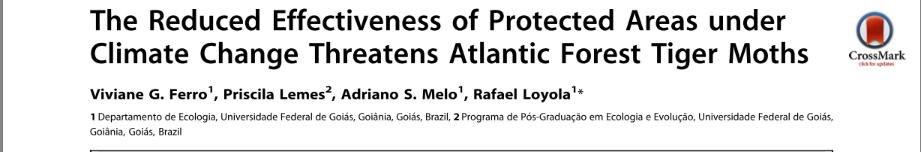 The Reduced Effectiveness of Protected Areas under
Climate Change Threatens Atlantic Forest Tiger Moths
CrossMark
click for updates
Viviane G. Ferro1, Priscila Lemes2, Adriano S. Melo1, Rafael Loyola1*
1 Departamento de Ecologia, Universidade Federal de Goiás, Goiânia, Goiás, Brazil, 2 Programa de Pós-Graduação em Ecologia e Evolução, Universidade Federal de Goiás,
Goiânia, Goiás, Brazil